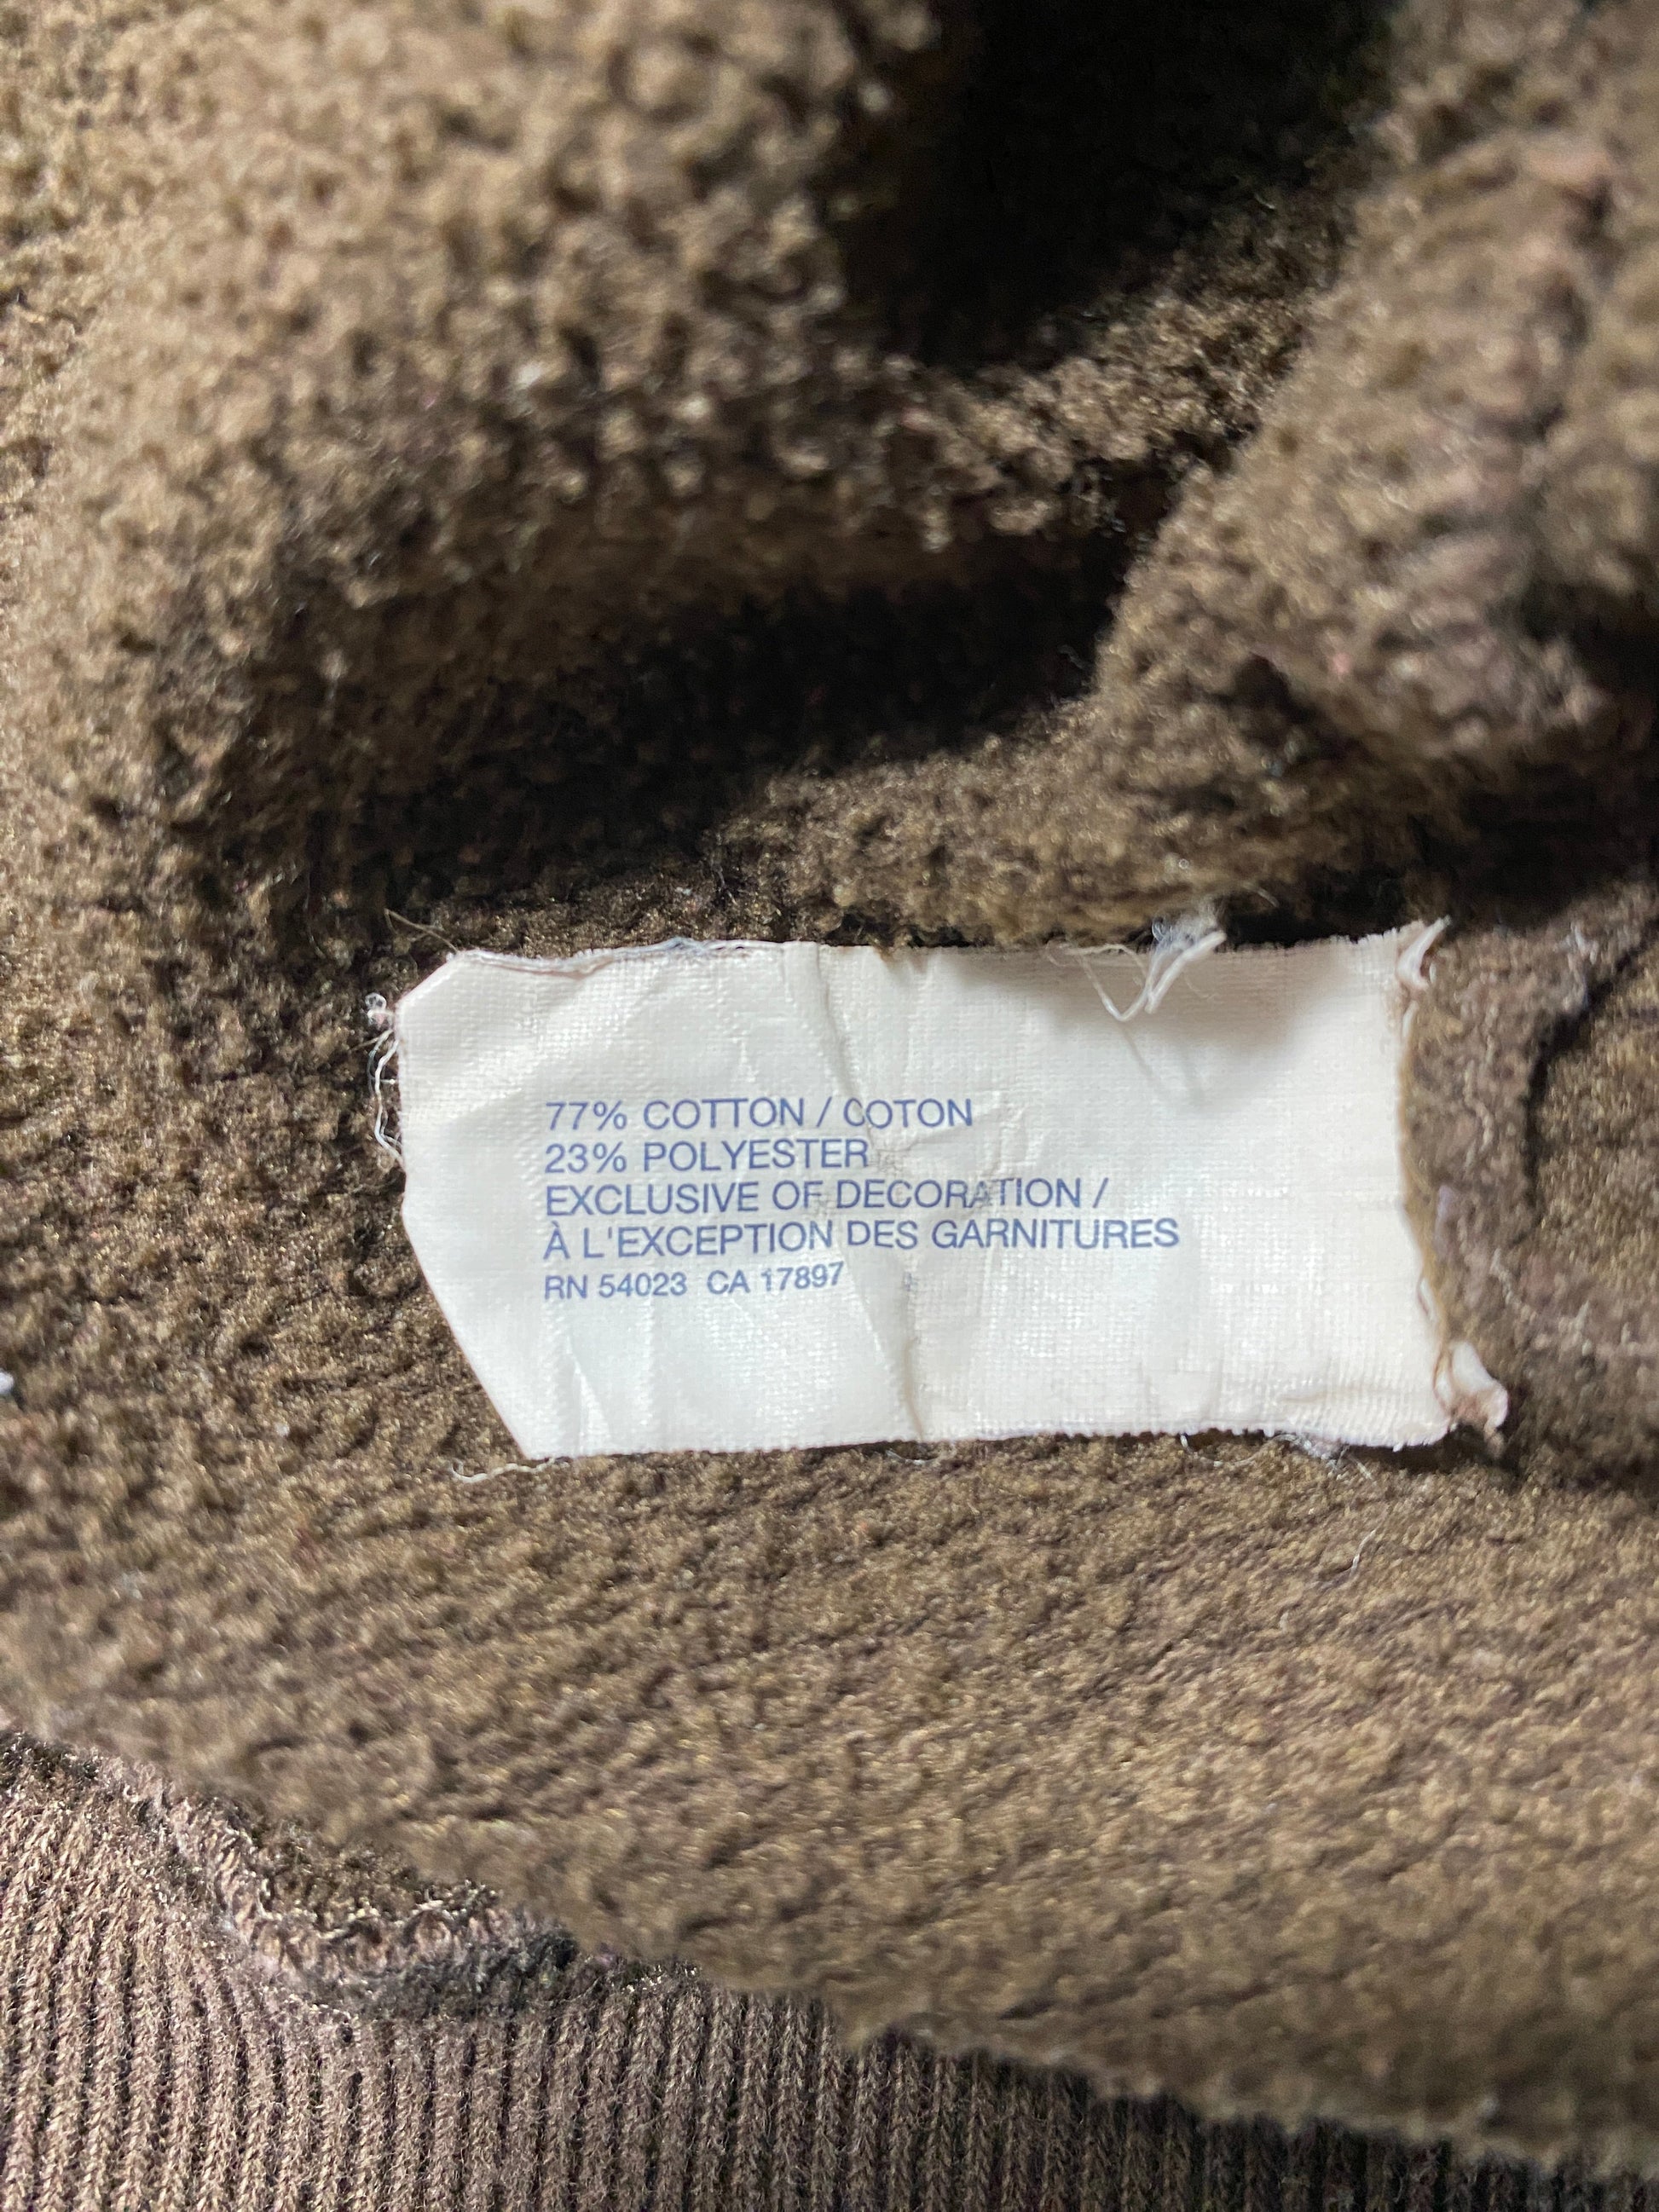 77% COTTON / COTON
23% POLYESTER
EXCLUSIVE OF DECORATION /
À L'EXCEPTION DES GARNITURES
RN 54023 CA 17897